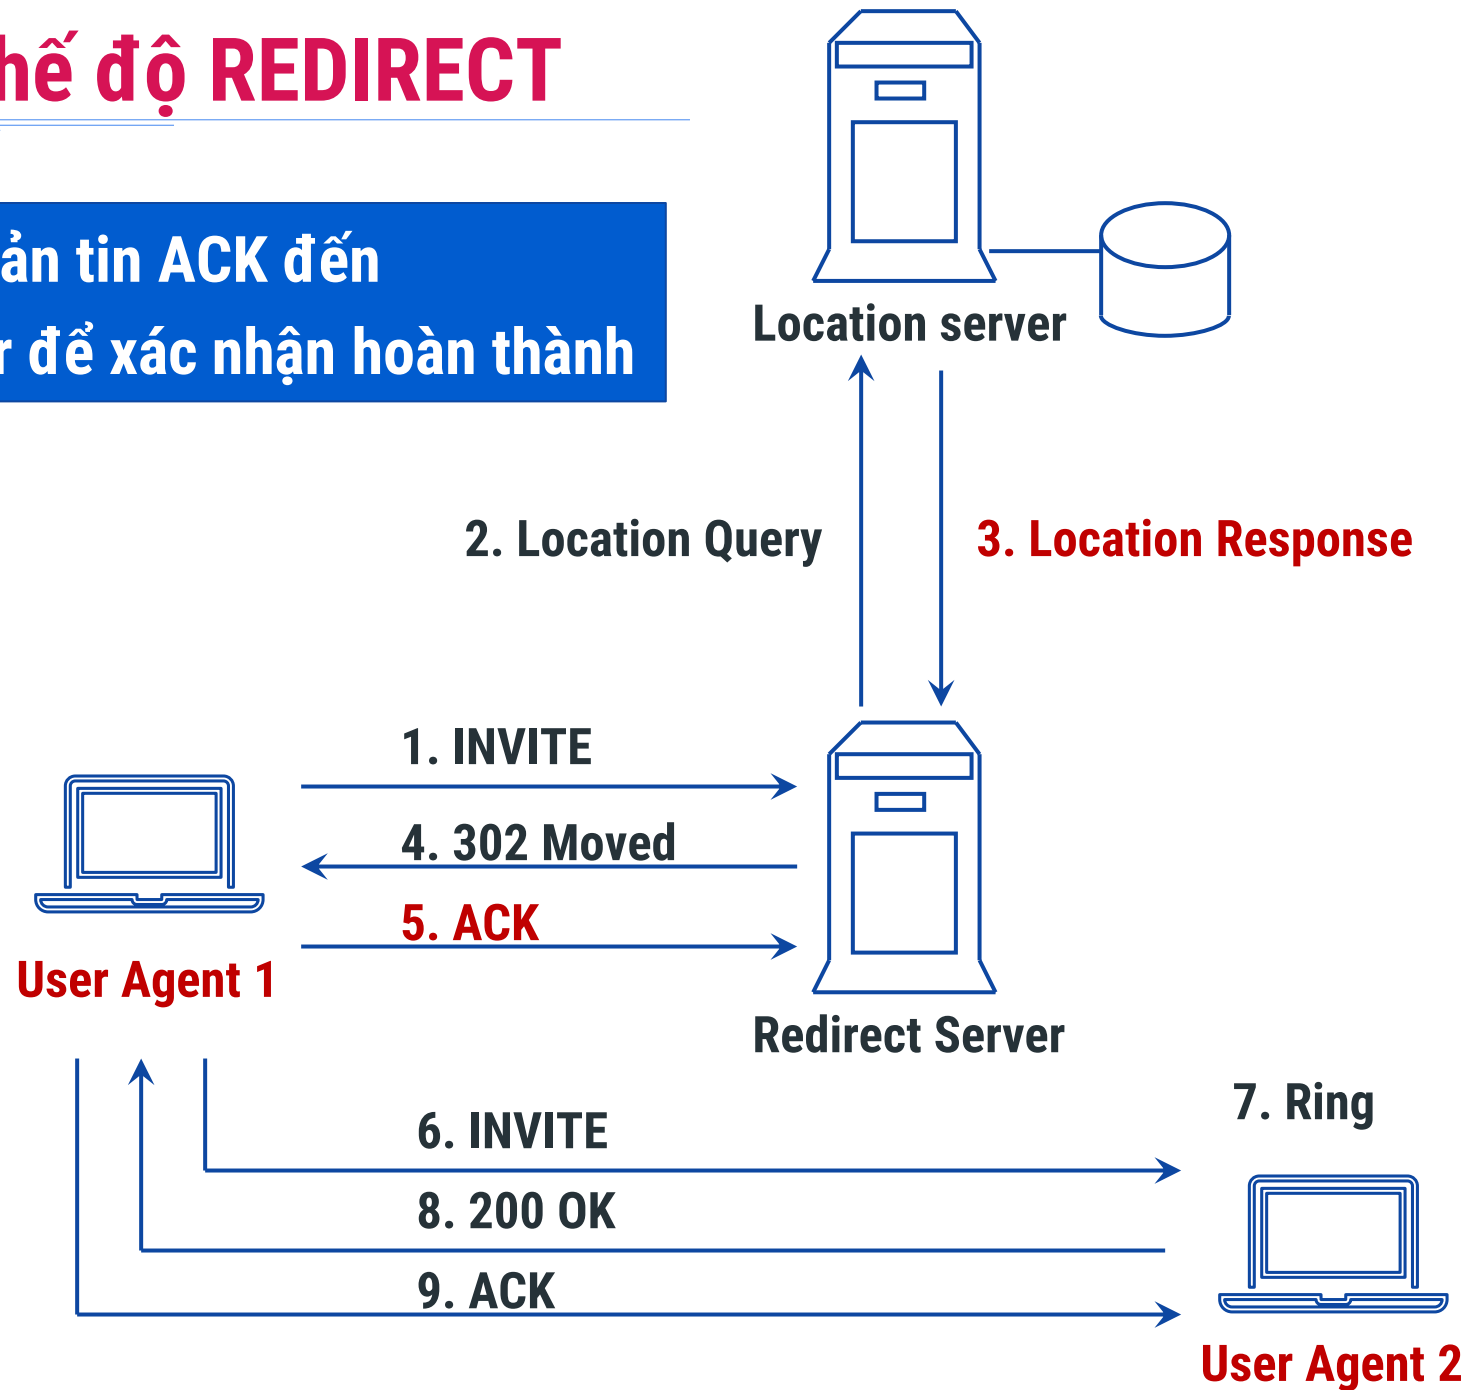 hế độ REDIRECT
ản tin ACK đến
r để xác nhận hoàn thành
Location server
2. Location Query
3. Location Response
1. INVITE
4. 302 Moved
5. ACK
User Agent 1
Redirect Server
7. Ring
6. INVITE
8. 200 OK
9. ACK
User Agent 2